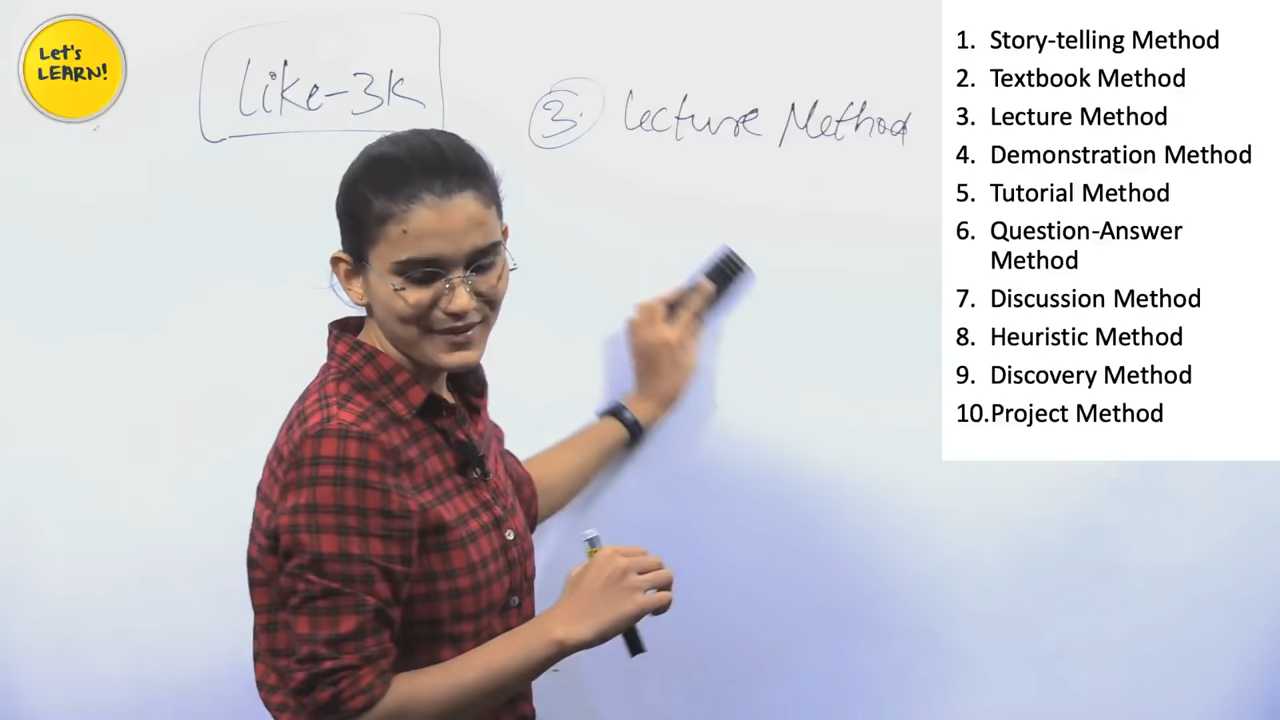 Let's
LEARN!
Like-3K
3. Lecture Method
1. Story-telling Method
2. Textbook Method
3. Lecture Method
4. Demonstration Method
5. Tutorial Method
6. Question-Answer
Method
7. Discussion Method
8. Heuristic Method
9. Discovery Method
10.Project Method